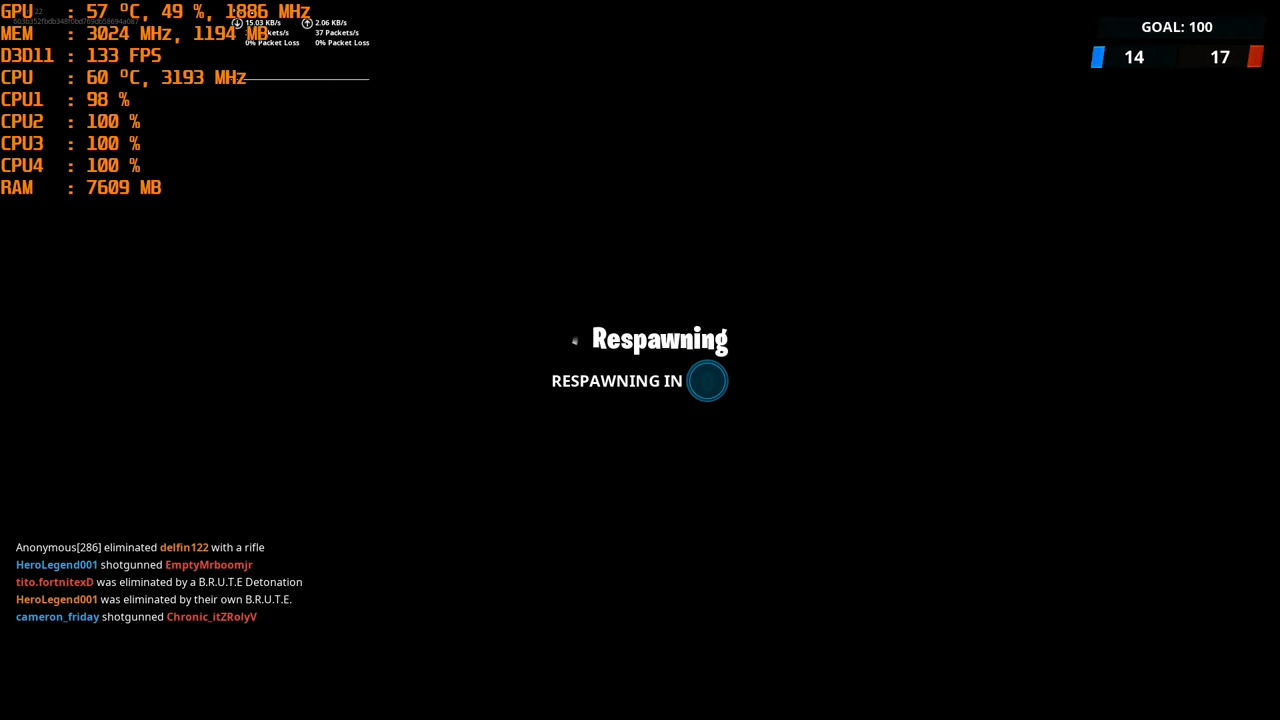 GPU : 57 ºC, 49 %, 1886 MHz
MEM : 3024 MHz, 1194 MB
D3D11 : 133 FPS
CPU : 60 ºC, 3193 MHz
CPU1 : 98 %
CPU2 : 100 %
CPU3 : 100 %
CPU4 : 100 %
RAM : 7609 MB
15.03 KB/s 2.06 KB/s
37 Packets/s
0% Packet Loss 0% Packet Loss
GOAL: 100
14 17
Respawning
RESPAWNING IN
Anonymous[286] eliminated delfin122 with a rifle
HeroLegend001 shotgunned EmptyMrboomjr
tito.fortnitexD was eliminated by a B.R.U.T.E Detonation
HeroLegend001 was eliminated by their own B.R.U.T.E.
cameron_friday shotgunned Chronic_itZRolyV